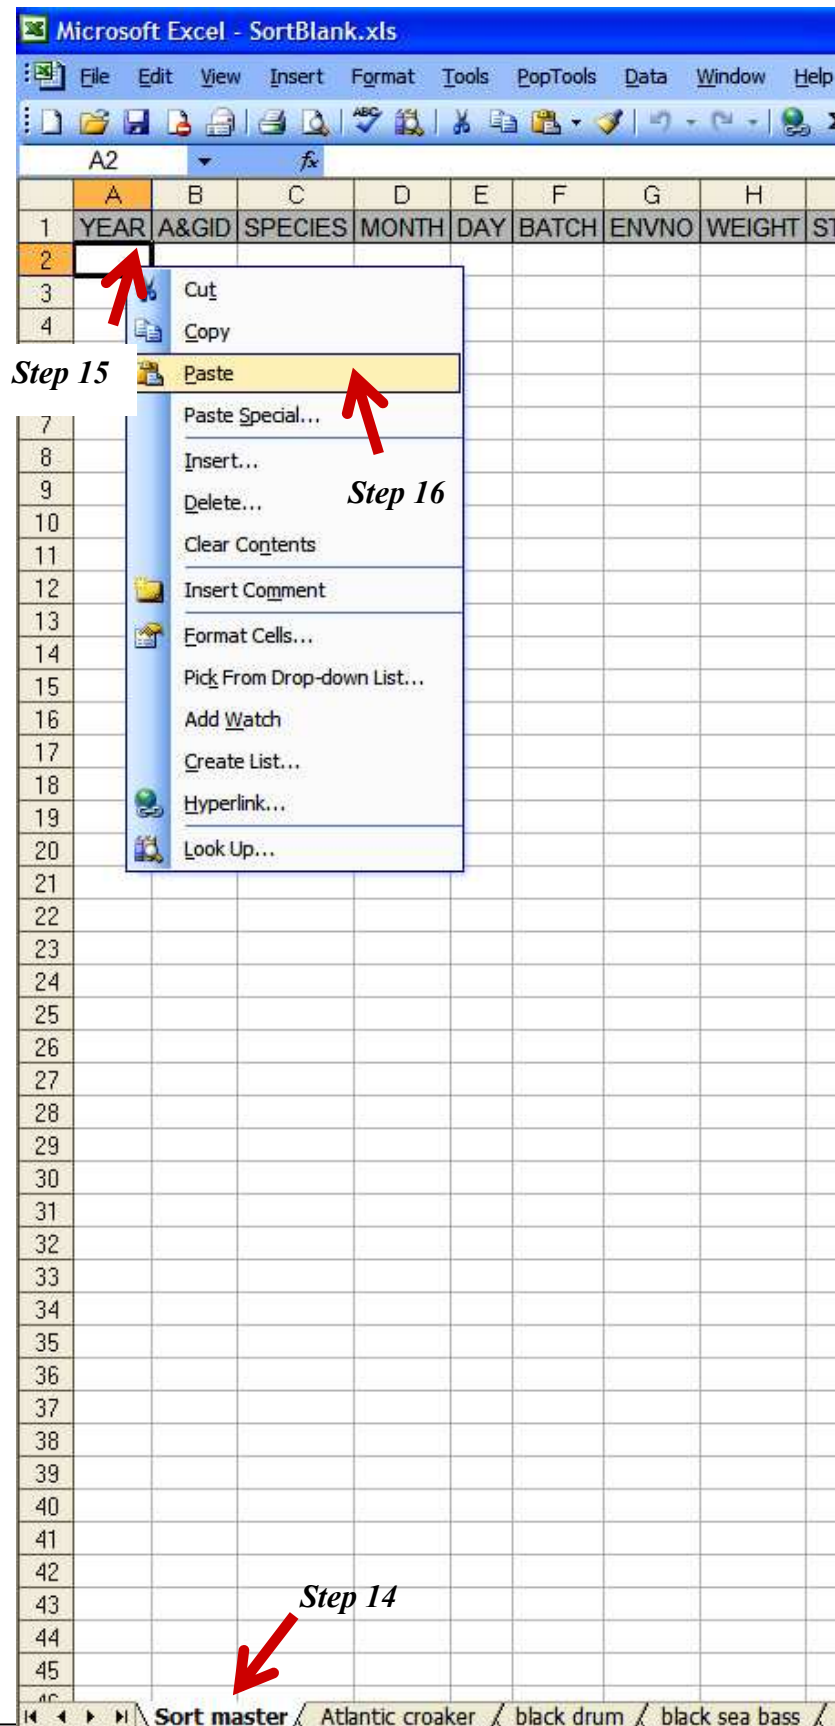 Microsoft Excel - SortBlank.xls
File Edit View Insert Format Tools PopTools Data Window Help
A2 fx
A B C D E F G H
1 YEAR A&GID SPECIES MONTH DAY BATCH ENVNO WEIGHT ST
2
3 Cut
4 Copy
Step 15 Paste
7 Paste Special...
8 Insert...
9 Delete... Step 16
10
11 Clear Contents
12 Insert Comment
13 Format Cells...
14
15 Pick From Drop-down List...
16 Add Watch
17 Create List...
18 Hyperlink...
19
20 Look Up...
21
22
23
24
25
26
27
28
29
30
31
32
33
34
35
36
37
38
39
40
41
42
43 Step 14
44
45
Sort master Atlantic croaker black drum black sea bass